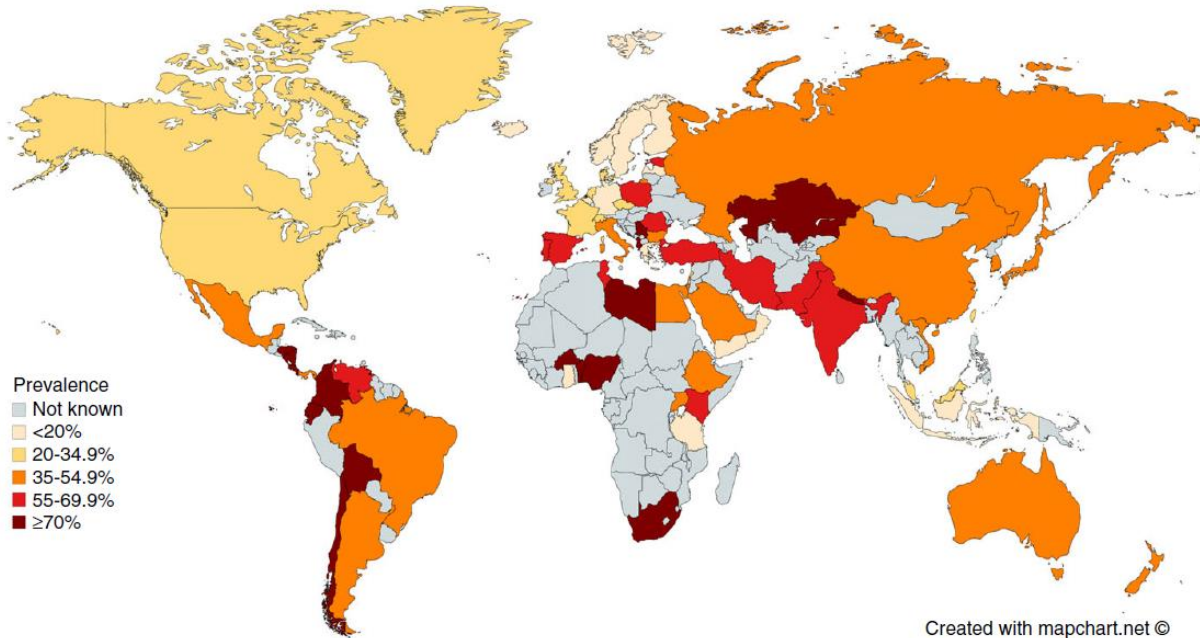 Prevalence
Not known
<20%
20-34.9%
35-54.9%
55-69.9%
≥70%
Created with mapchart.net ©